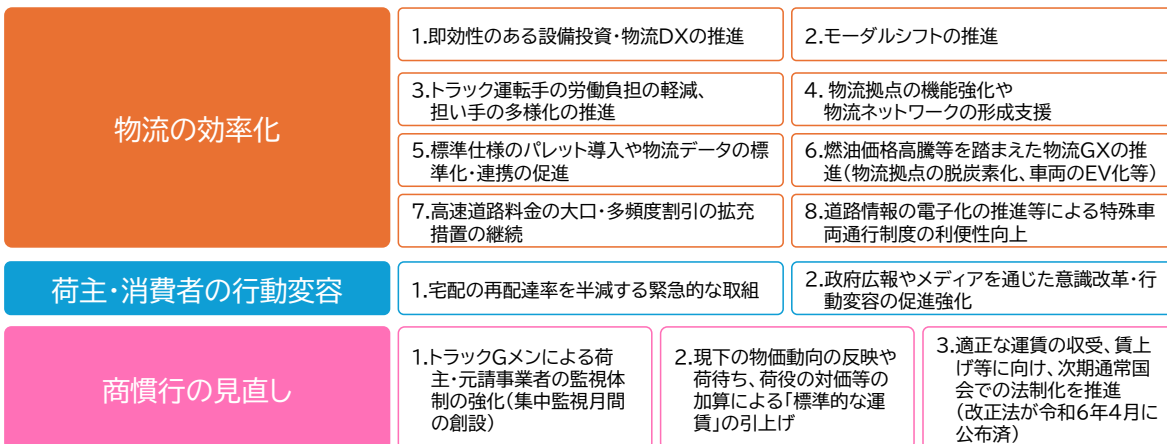 物流の効率化
1.即効性のある設備投資・物流DXの推進
2.モーダルシフトの推進
3.トラック運転手の労働負担の軽減、
担い手の多様化の推進
4. 物流拠点の機能強化や
物流ネットワークの形成支援
5.標準仕様のパレット導入や物流データの標
準化・連携の促進
6.燃油価格高騰等を踏まえた物流GXの推
進(物流拠点の脱炭素化、車両のEV化等)
7.高速道路料金の大口・多頻度割引の拡充
措置の継続
8.道路情報の電子化の推進等による特殊車
両通行制度の利便性向上
荷主・消費者の行動変容
1.宅配の再配達率を半減する緊急的な取組
2.政府広報やメディアを通じた意識改革・行
動変容の促進強化
商慣行の見直し
1.トラックGメンによる荷
主・元請事業者の監視体
制の強化(集中監視月間
の創設)
2.現下の物価動向の反映や
荷待ち、荷役の対価等の
加算による「標準的な運
賃」の引上げ
3.適正な運賃の収受、賃上
げ等に向け、次期通常国
会での法制化を推進
(改正法が令和6年4月に
公布済)